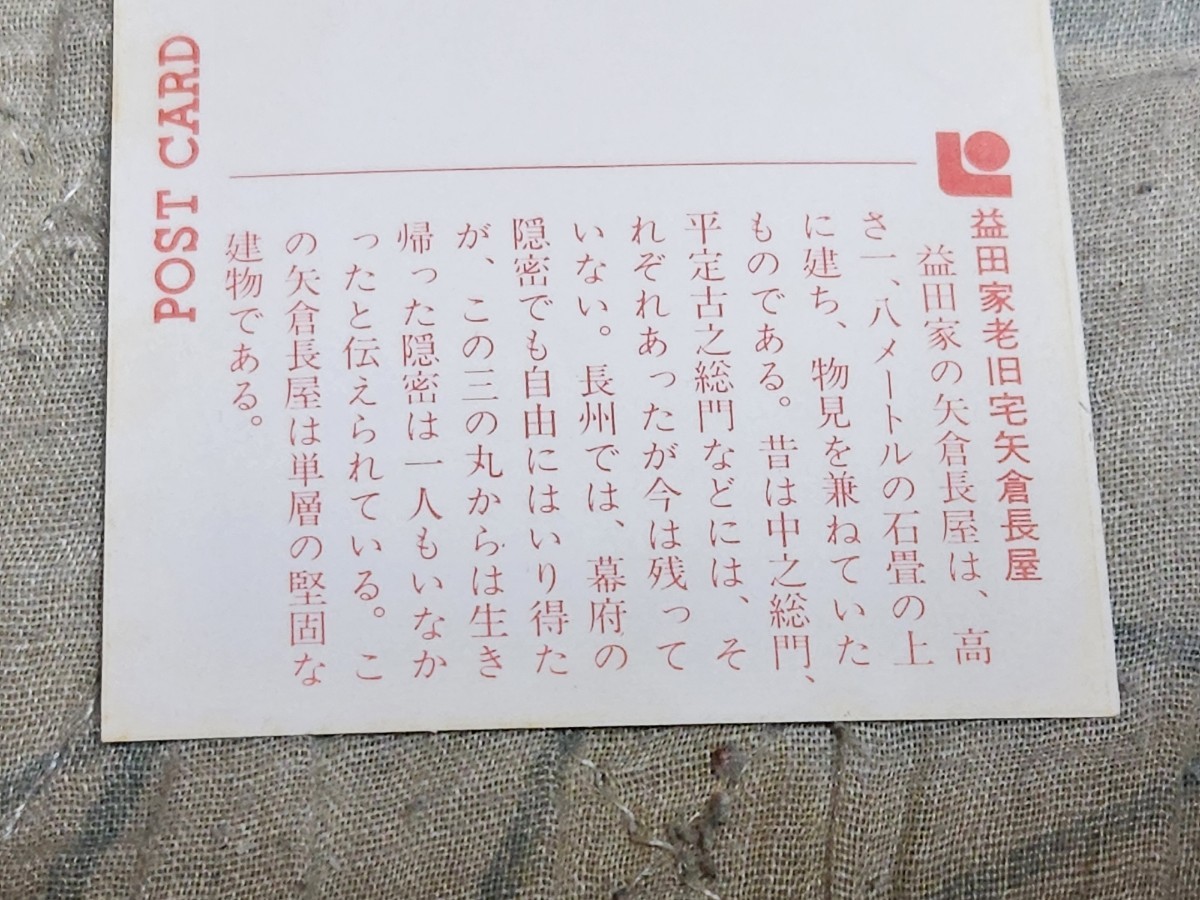 益田家老旧宅矢倉長屋
益田家の矢倉長屋は、高
さ一、八メートルの石畳の上
に建ち、物見を兼ねていた
ものである。昔は中之総門、
平定古之総門などには、そ
れぞれあったが今は残って
いない。長州では、幕府の
隠密でも自由にはいり得た
が、この三の丸からは生き
帰った隠密は一人もいなか
ったと伝えられている。こ
の矢倉長屋は単層の堅固な
建物である。
POST CARD